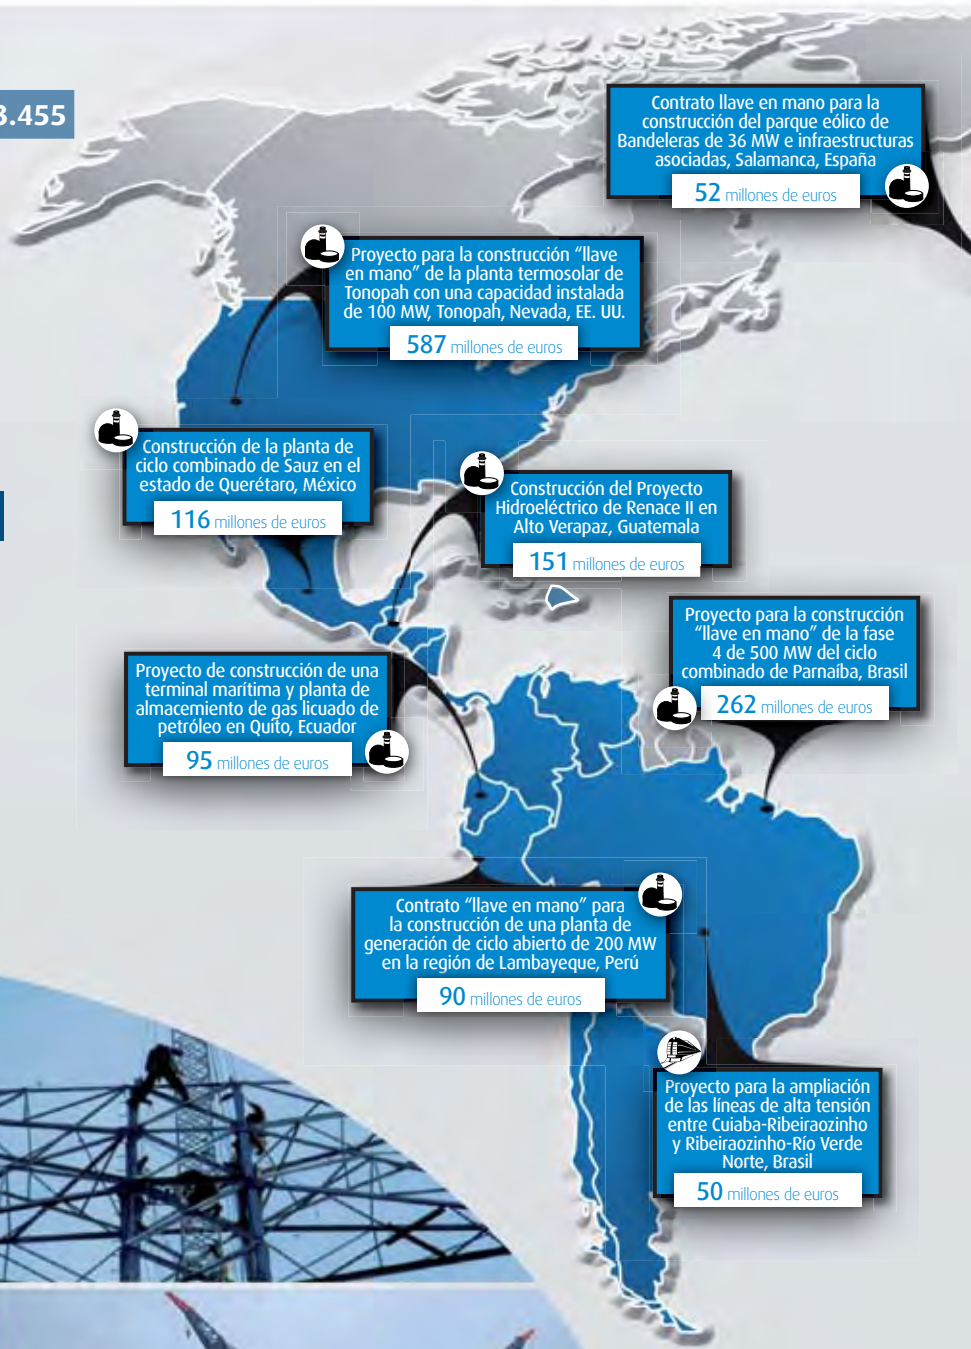 3.455
Contrato llave en mano para la
construcción del parque eólico de
Bandeleras de 36 MW e infraestructuras
asociadas, Salamanca, España
52 millones de euros
Proyecto para la construcción “llave
en mano” de la planta termosolar de
Tonopah con una capacidad instalada
de 100 MW, Tonopah, Nevada, EE. UU.
587 millones de euros
Construcción de la planta de
ciclo combinado de Sauz en el
estado de Querétaro, México
116 millones de euros
Construcción del Proyecto
Hidroeléctrico de Renace II en
Alto Verapaz, Guatemala
151 millones de euros
Proyecto para la construcción
“llave en mano” de la fase
4 de 500 MW del ciclo
combinado de Parnaíba, Brasil
262 millones de euros
Proyecto de construcción de una
terminal marítima y planta de
almacemiento de gas licuado de
petróleo en Quito, Ecuador
95 millones de euros
Contrato “llave en mano” para
la construcción de una planta de
generación de ciclo abierto de 200 MW
en la región de Lambayeque, Perú
90 millones de euros
Proyecto para la ampliación
de las líneas de alta tensión
entre Cuiaba-Ribeiraozinho
y Ribeiraozinho-Río Verde
Norte, Brasil
50 millones de euros